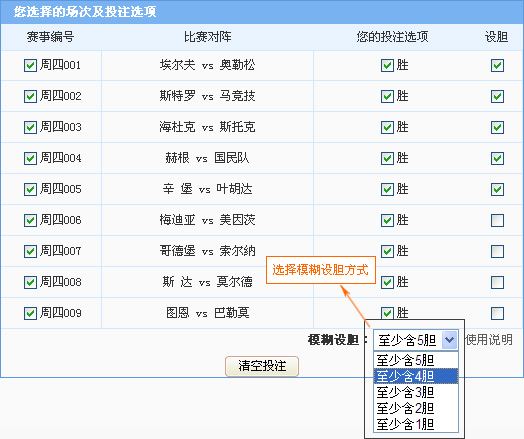 您选择的场次及投注选项
赛事编号 比赛对阵 您的投注选项 设胆
周四001 埃尔夫 vs 奥勒松 胜
周四002 斯特罗 vs 马竞技 胜
周四003 海杜克 vs 斯托克 胜
周四004 赫根 vs 国民队 胜
周四005 辛 堡 vs 叶胡达 胜
周四006 梅迪亚 vs 美因茨 胜
周四007 哥德堡 vs 索尔纳 胜
选择模糊设胆方式
周四008 斯 达 vs 莫尔德 胜
周四009 图恩 vs 巴勒莫 胜
模糊设胆： 至少含5胆 使用说明
至少含5胆
至少含4胆
至少含3胆
至少含2胆
至少含1胆
清空投注